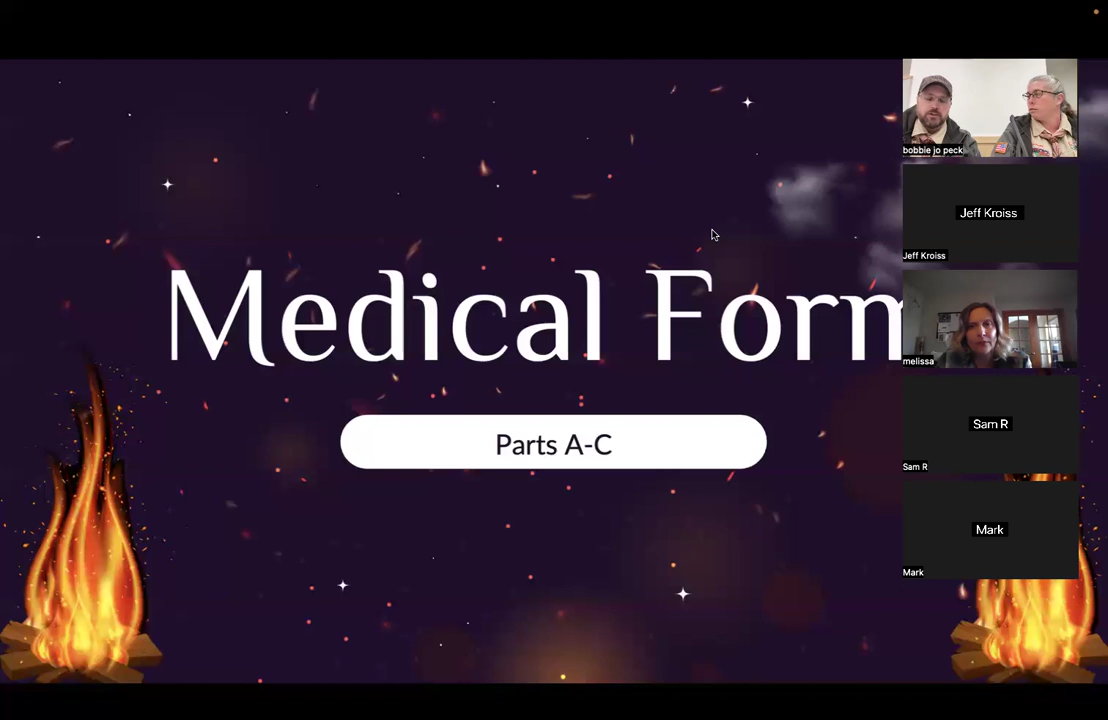 Medical Form
Parts A-C
bobbie jo peck
Jeff Kroiss
Jeff Kroiss
melissa
Sam R
Sam R
Mark
Mark